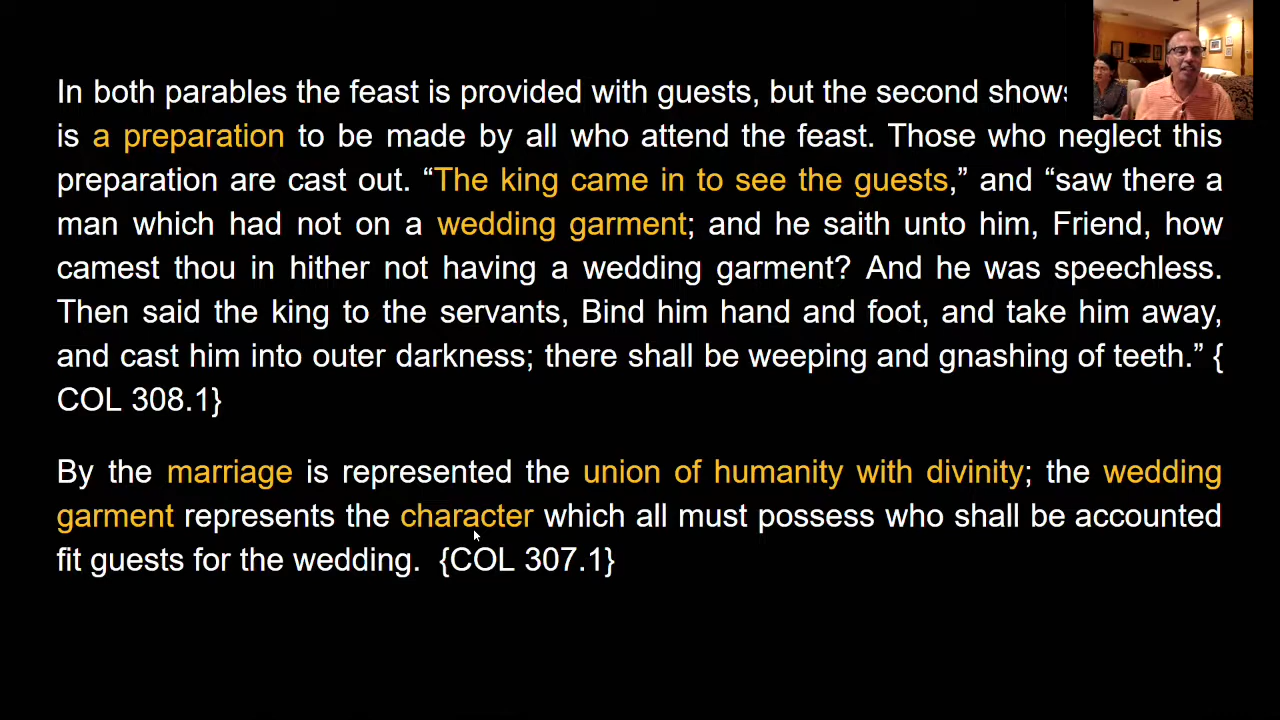 In both parables the feast is provided with guests, but the second shows
is a preparation to be made by all who attend the feast. Those who neglect this
preparation are cast out. “The king came in to see the guests,” and “saw there a
man which had not on a wedding garment; and he saith unto him, Friend, how
camest thou in hither not having a wedding garment? And he was speechless.
Then said the king to the servants, Bind him hand and foot, and take him away,
and cast him into outer darkness; there shall be weeping and gnashing of teeth.” {
COL 308.1}
By the marriage is represented the union of humanity with divinity; the wedding
garment represents the character which all must possess who shall be accounted
fit guests for the wedding. {COL 307.1}